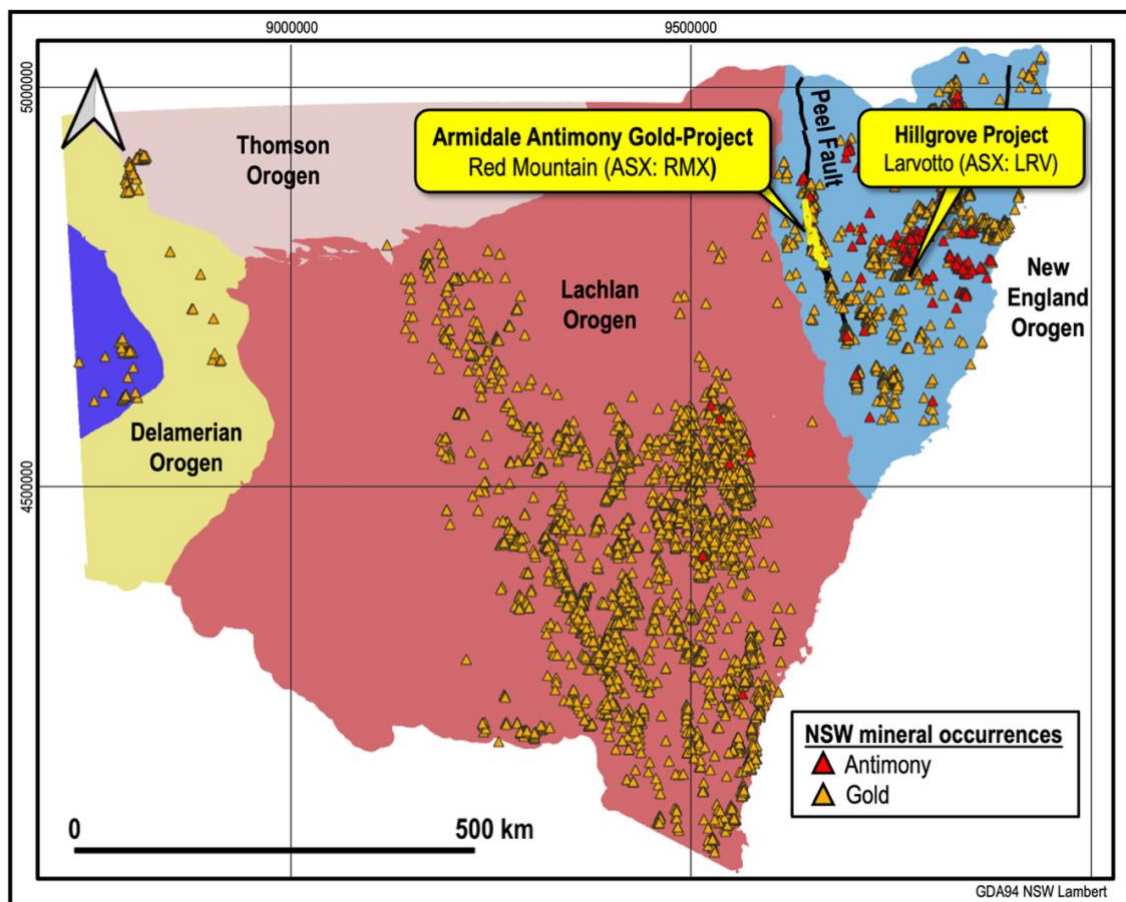 9000000
9500000
5000000
4500000
Thomson
Orogen
Armidale Antimony Gold-Project
Red Mountain (ASX: RMX)
Peel Fault
Hillgrove Project
Larvotto (ASX: LRV)
New
England
Orogen
Lachlan
Orogen
Delamerian
Orogen
NSW mineral occurrences
Antimony
Gold
0
500 km
GDA94 NSW Lambert